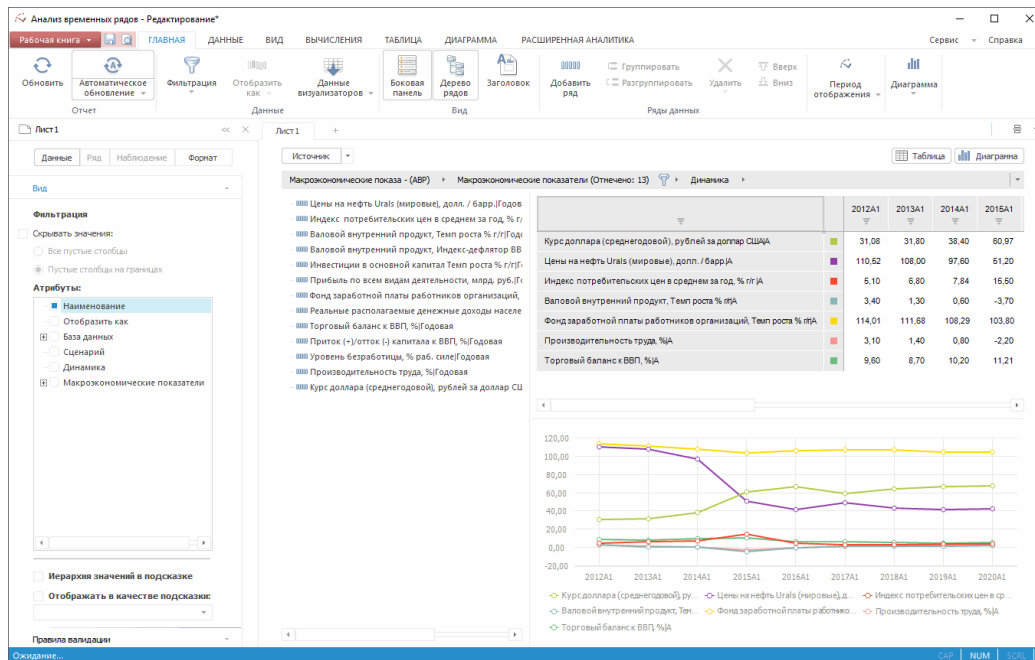 Анализ временных рядов - Редактирование*
Рабочая книга ГЛАВНАЯ ДАННЫЕ ВИД ВЫЧИСЛЕНИЯ ТАБЛИЦА ДИАГРАММА РАСШИРЕННАЯ АНАЛИТИКА Сервис Справка
Обновить Автоматическое обновление Фильтрация Отобразить как Данные визуализаторов Боковая панель Дерево рядов Заголовок Добавить ряд Группировать Разгруппировать Удалить Вверх Вниз Период отображения Диаграмма
Отчет Данные Вид Ряды данных
Лист1
Данные Ряд Наблюдение Формат
Вид
Фильтрация
Скрывать значения:
Все пустые столбцы
Пустые столбцы на границах
Атрибуты:
Наименование
Отобразить как
База данных
Сценарий
Динамика
Макроэкономические показатели
Иерархия значений в подсказке
Отображать в качестве подсказки:
Правила валидации
Лист1 +
Источник Таблица Диаграмма
Макроэкономические показа - (АВР) Макроэкономические показатели (Отмечено: 13) Динамика
Цены на нефть Urals (мировые), долл. / барр.|Годов
Индекс потребительских цен в среднем за год, % г/
Валовой внутренний продукт, Темп роста % г/г|Годо
Валовой внутренний продукт, Индекс-дефлятор ВВ
Инвестиции в основной капитал Темп роста % г/г|Г
Прибыль по всем видам деятельности, млрд. руб.|Г
Фонд заработной платы работников организаций,
Реальные располагаемые денежные доходы населе
Торговый баланс к ВВП, %|Годовая
Приток (+)/отток (-) капитала к ВВП, %|Годовая
Уровень безработицы, % раб. силе|Годовая
Производительность труда, %|Годовая
Курс доллара (среднегодовой), рублей за доллар СШ
2012A1 2013A1 2014A1 2015A1
Курс доллара (среднегодовой), рублей за доллар США|А 31,08 31,80 38,40 60,97
Цены на нефть Urals (мировые), долл. / барр.|А 110,52 108,00 97,60 51,20
Индекс потребительских цен в среднем за год, % г/г|А 5,10 6,80 7,84 15,50
Валовой внутренний продукт, Темп роста % г/г|А 3,40 1,30 0,60 -3,70
Фонд заработной платы работников организаций, Темп роста % г/г|А 114,01 111,68 108,29 103,80
Производительность труда, %|А 3,10 1,40 0,80 -2,20
Торговый баланс к ВВП, %|А 9,60 8,70 10,20 11,21
120,00
100,00
80,00
60,00
40,00
20,00
0,00
-20,00
2012A1 2013A1 2014A1 2015A1 2016A1 2017A1 2018A1 2019A1 2020A1
Курс доллара (среднегодовой), ру... Цены на нефть Urals (мировые), д... Индекс потребительских цен в ср...
Валовой внутренний продукт, Тем... Фонд заработной платы работнико... Производительность труда, %|А
Торговый баланс к ВВП, %|А
Ожидание... CAP NUM SCRL